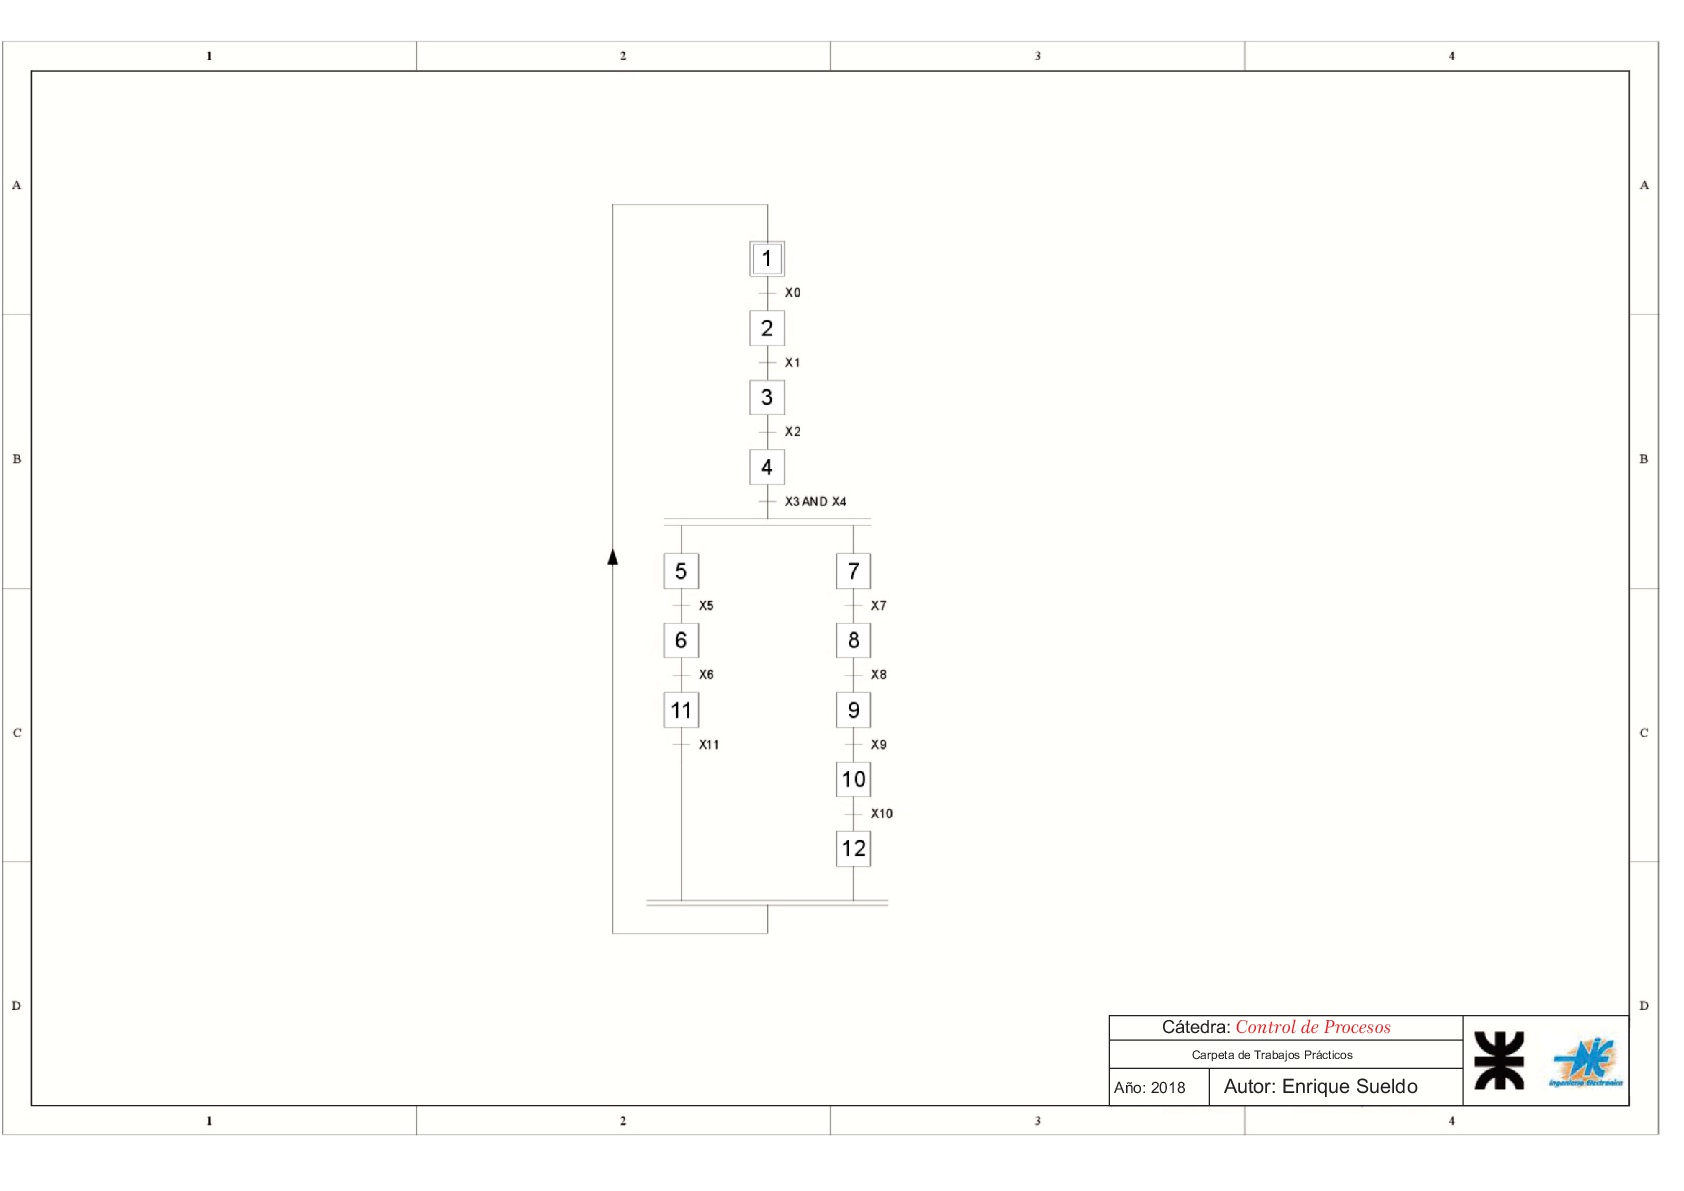 1 2 3 4
A A
1
X0
2
X1
B B
3
X2
4
X3 AND X4
5 7
X5 X7
6 8
X6 X8
C C
11 9
X11 X9
10
X10
12
D D
Cátedra: Control de Procesos
Carpeta de Trabajos Prácticos
Año: 2018 Autor: Enrique Sueldo
Ingeniería Electrónica
1 2 3 4